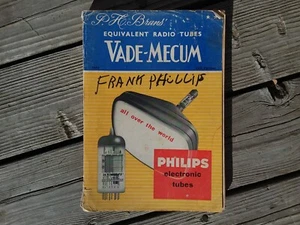 P.H. Brans'
EQUIVALENT RADIO TUBES
VADE-MECUM
FRANK PHILLIP
all over the world
PHILIPS
electronic
tubes